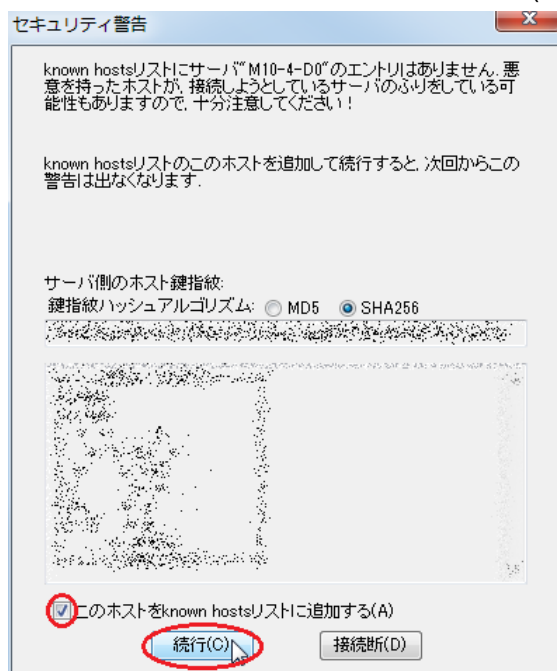 セキュリティ警告
known hostsリストにサーバ"M10-4-D0"のエントリはありません. 悪
意を持ったホストが, 接続しようとしているサーバのふりをしている可
能性もありますので, 十分注意してください!
known hostsリストのこのホストを追加して続行すると, 次回からこの
警告は出なくなります.
サーバ側のホスト鍵指紋:
鍵指紋ハッシュアルゴリズム: MD5 SHA256
このホストをknown hostsリストに追加する(A)
続行(C) 接続断(D)